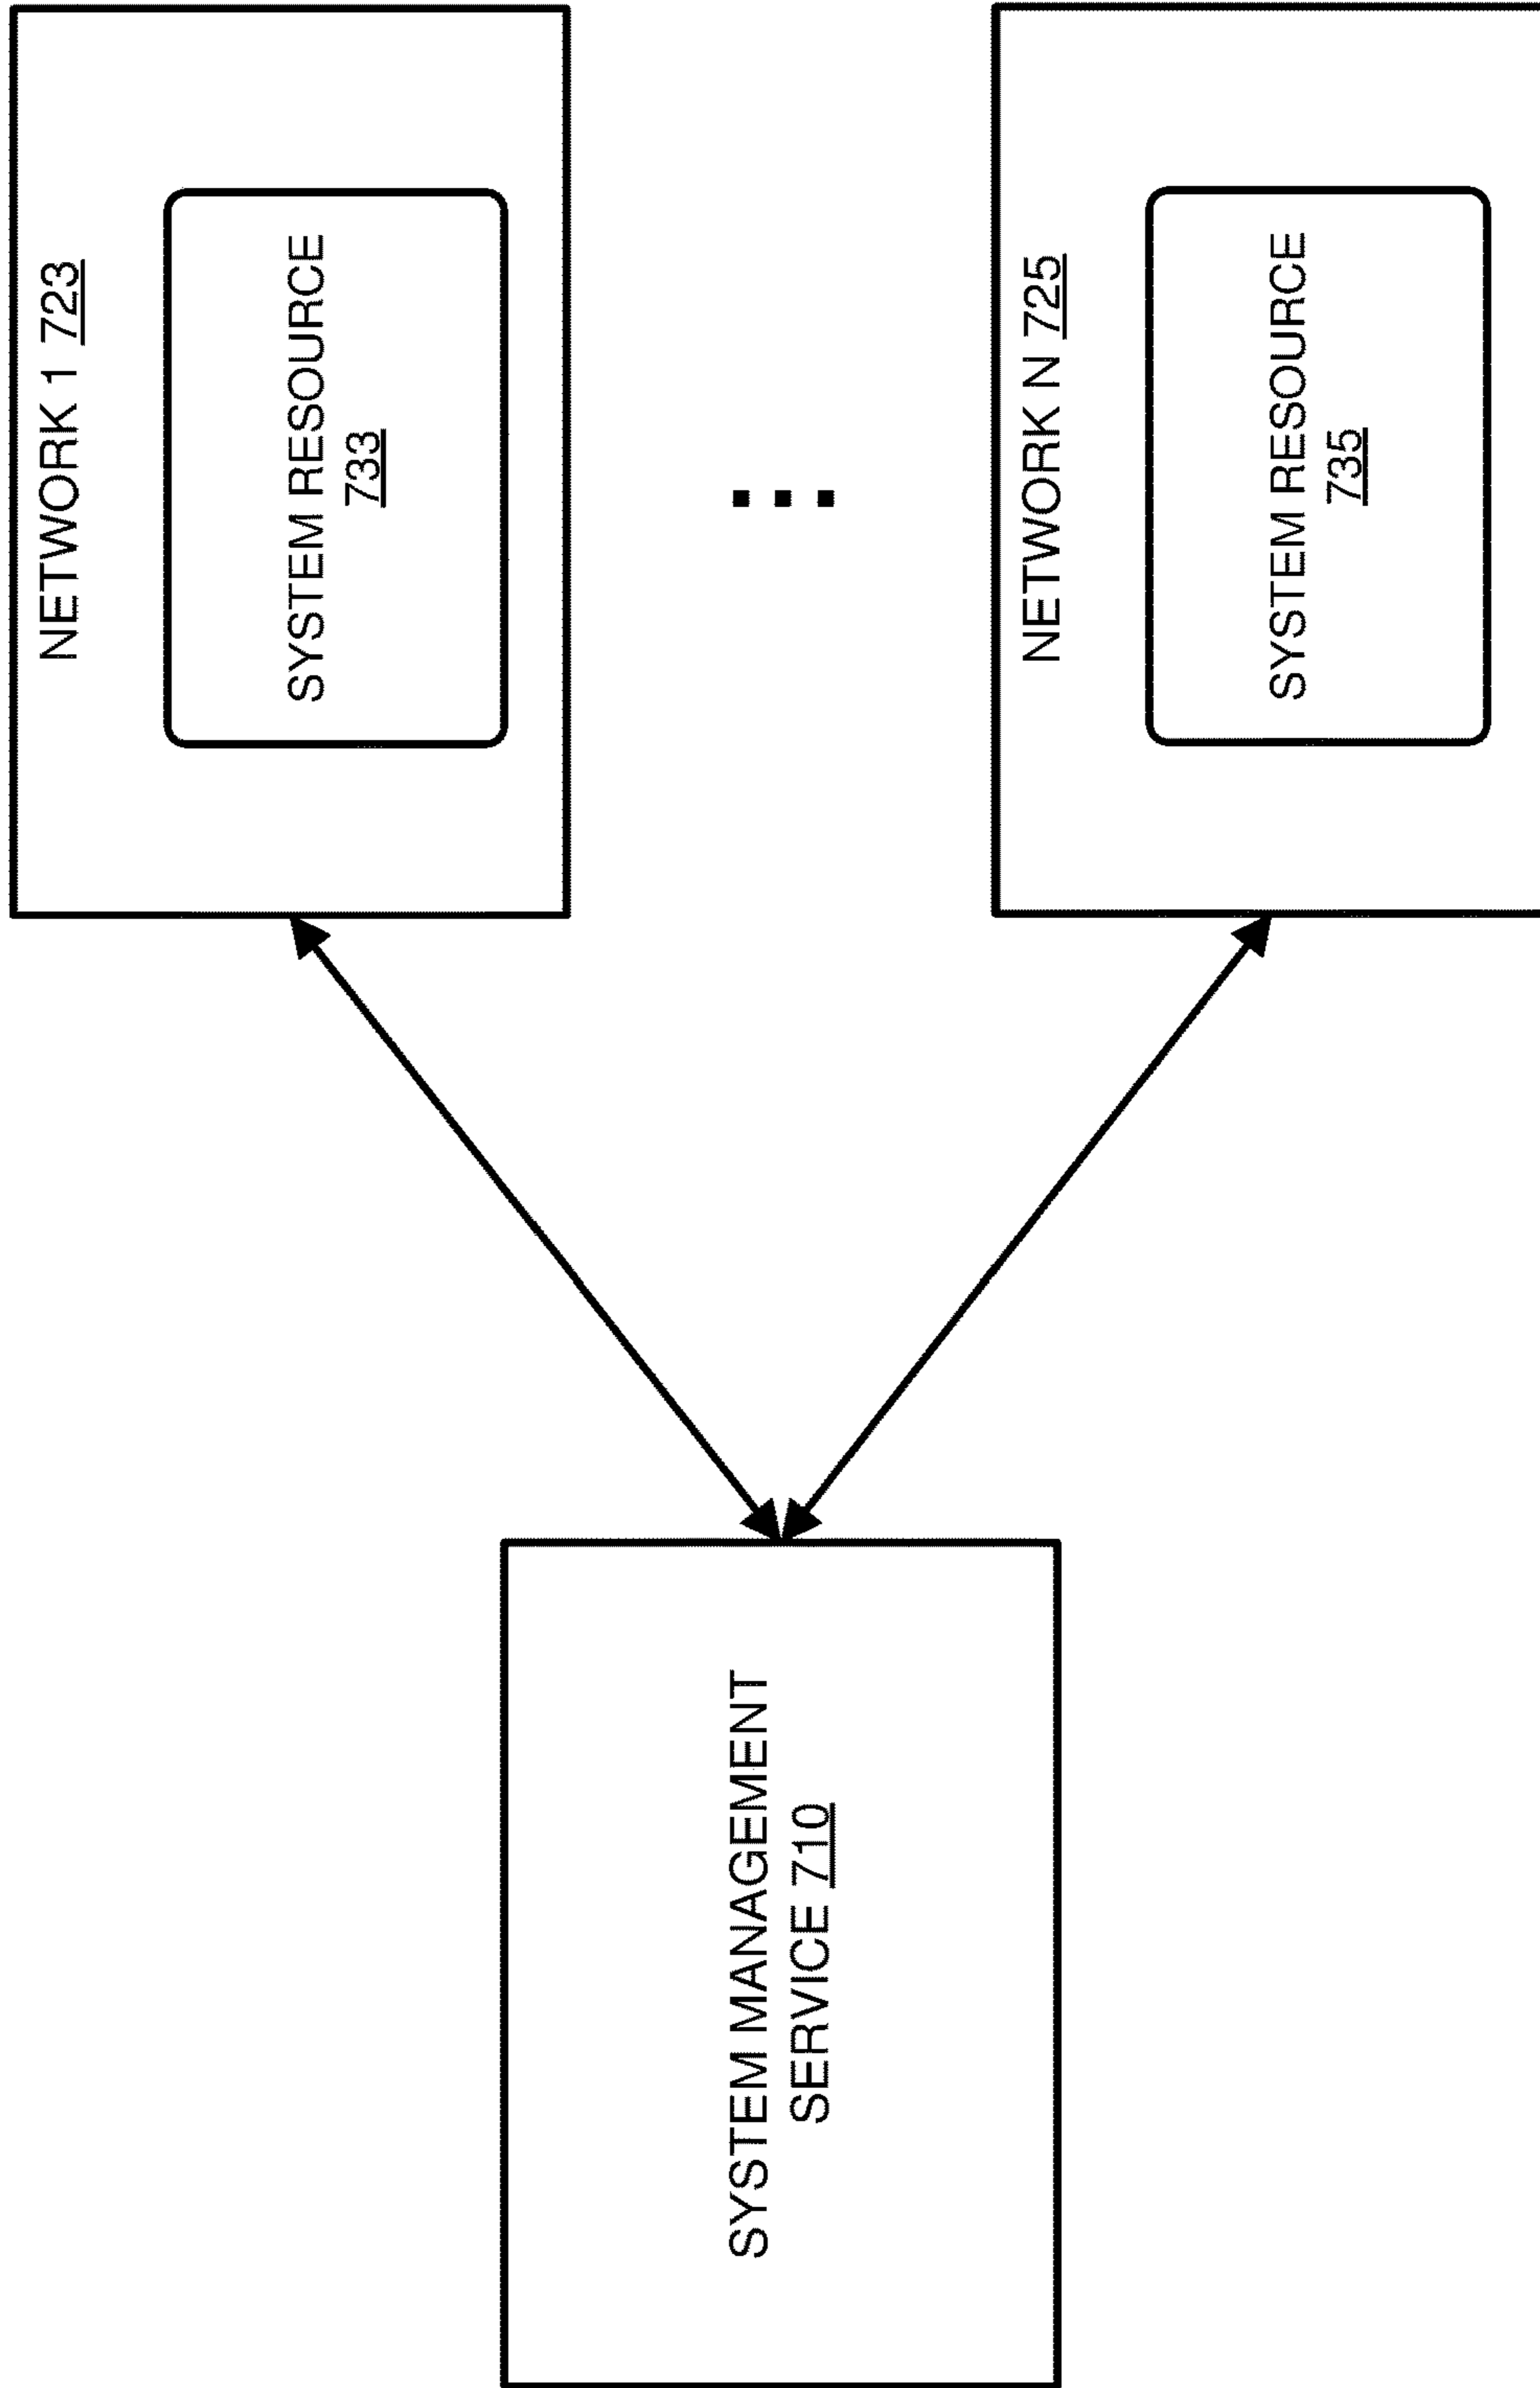 SYSTEM MANAGEMENT
SERVICE 710
NETWORK 1 723
SYSTEM RESOURCE
733
NETWORK N 725
SYSTEM RESOURCE
735